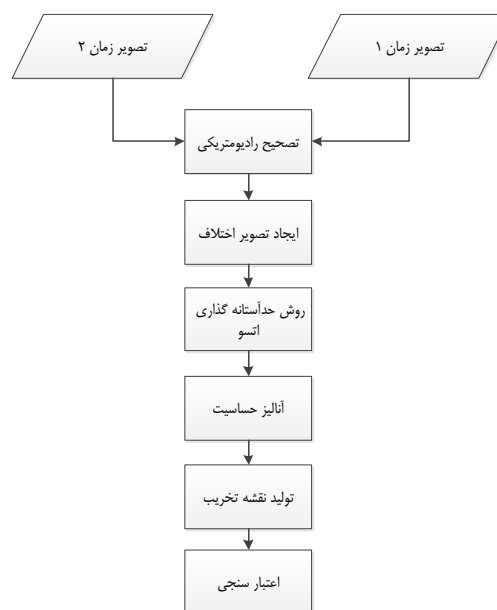 تصویر زمان ۱
تصویر زمان ۲
تصحیح رادیومتریکی
ایجاد تصویر اختلاف
روش حدآستانه گذاری
اتسو
آنالیز حساسیت
تولید نقشه تخریب
اعتبار سنجی